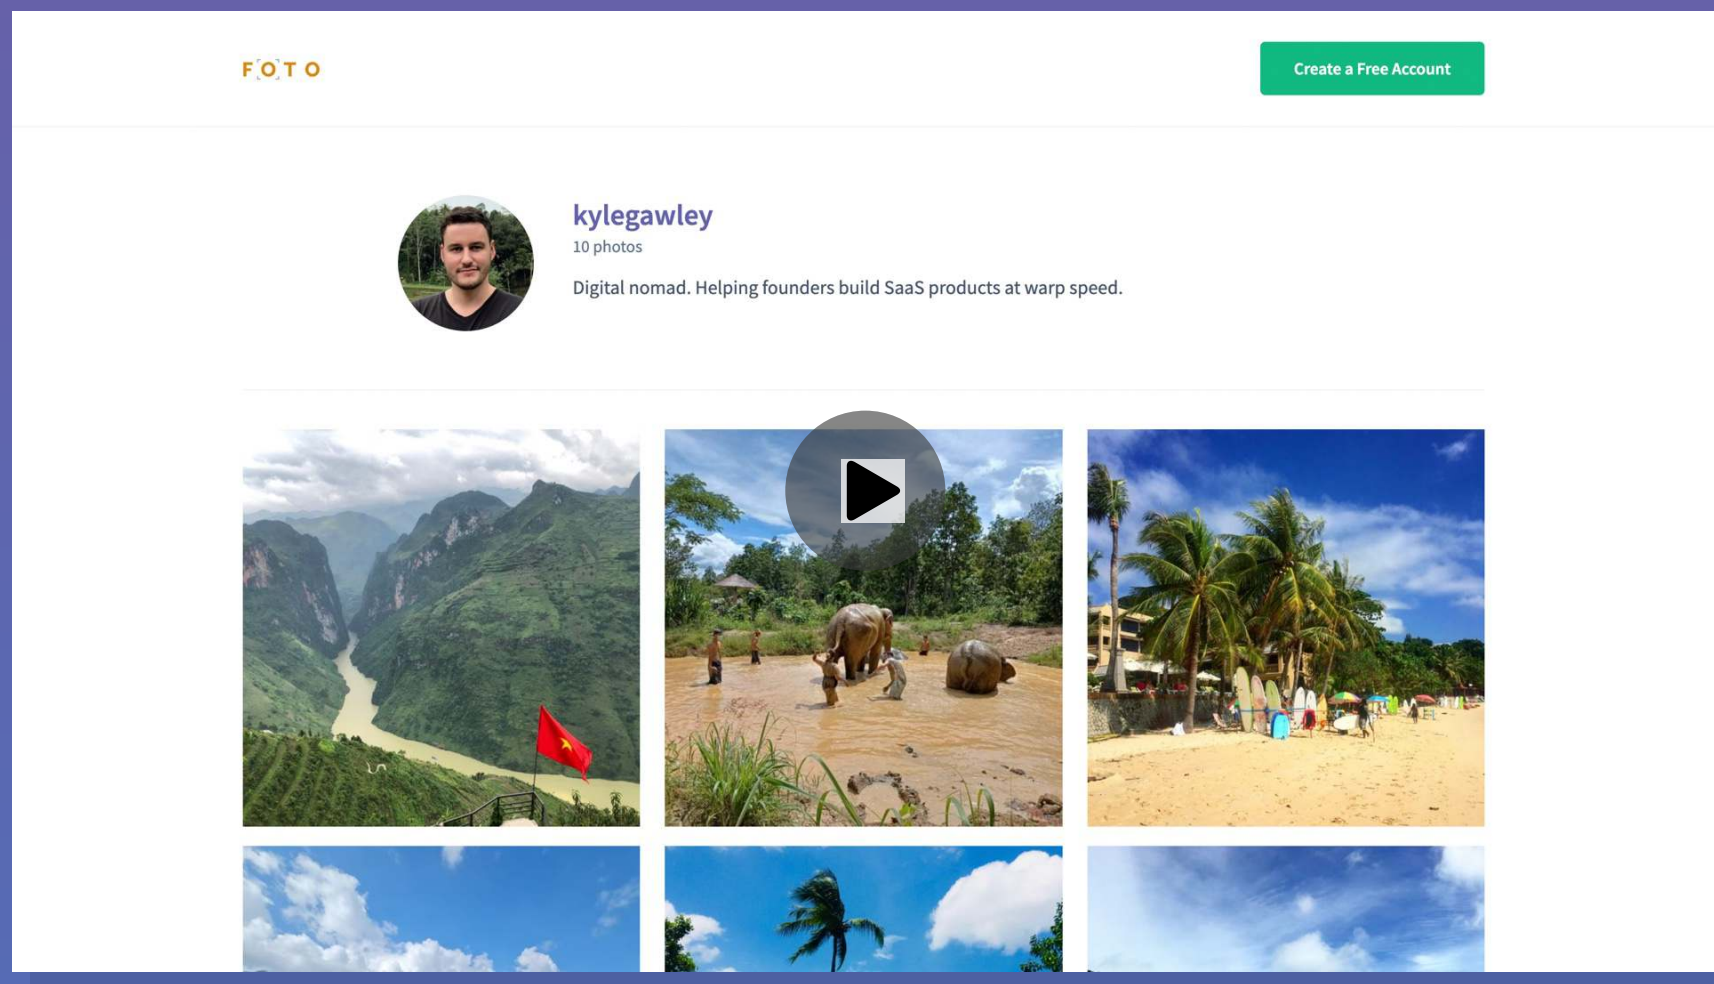 FOTO
Create a Free Account
kylegawley
10 photos
Digital nomad. Helping founders build SaaS products at warp speed.